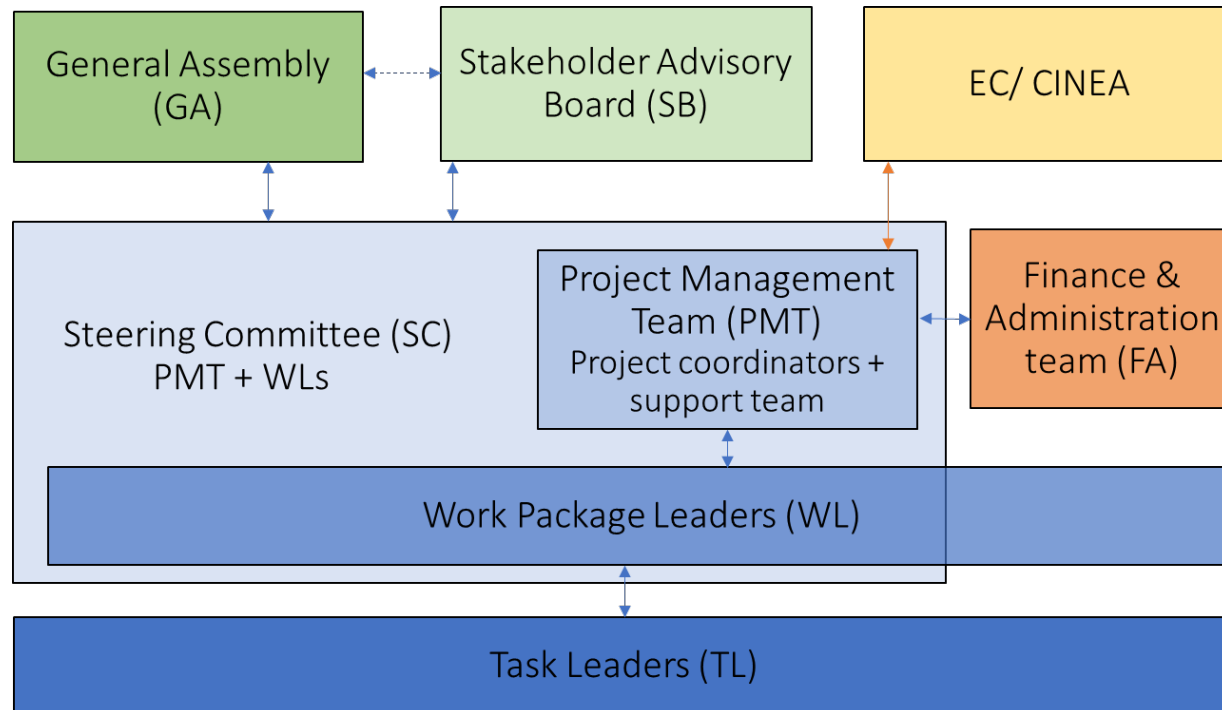 General Assembly
(GA)
Stakeholder Advisory
Board (SB)
EC/ CINEA
Steering Committee (SC)
PMT + WLs
Project Management
Team (PMT)
Project coordinators +
support team
Finance &
Administration
team (FA)
Work Package Leaders (WL)
Task Leaders (TL)